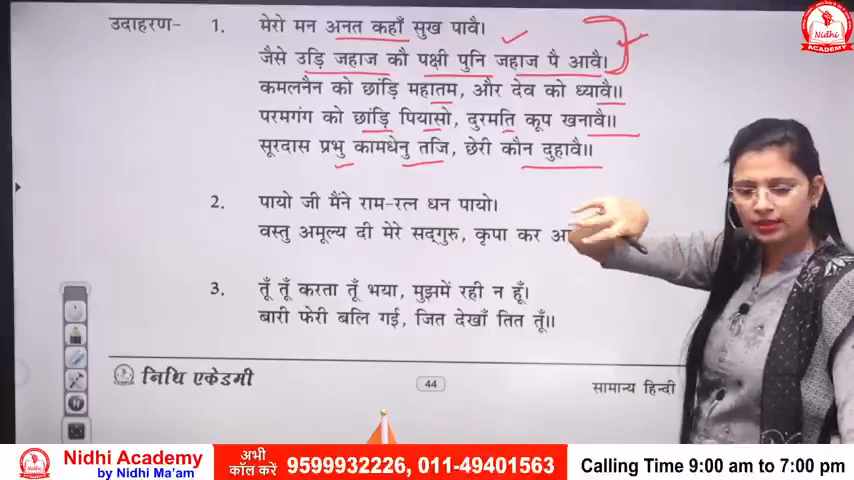 उदाहरण- 1. मेरो मन अनत कहाँ सुख पावै।
जैसे उड़ि जहाज कौ पक्षी पुनि जहाज पै आवै।
कमलनैन को छांड़ि महातम, और देव को ध्यावै॥
परमगंग को छांड़ि पियासो, दुरमति कूप खनावै॥
सूरदास प्रभु कामधेनु तजि, छेरी कौन दुहावै॥
2. पायो जी मैंने राम-रत्न धन पायो।
वस्तु अमूल्य दी मेरे सद्‌गुरु, कृपा कर
3. तूँ तूँ करता तूँ भया, मुझमें रही न हूँ।
बारी फेरी बलि गई, जित देखाँ तित तूँ॥
निधि एकेडमी
44
सामान्य हिन्दी
Nidhi
ACADEMY
N
Nidhi Academy
by Nidhi Ma'am
अभी
कॉल करें
9599932226, 011-49401563
Calling Time 9:00 am to 7:00 pm